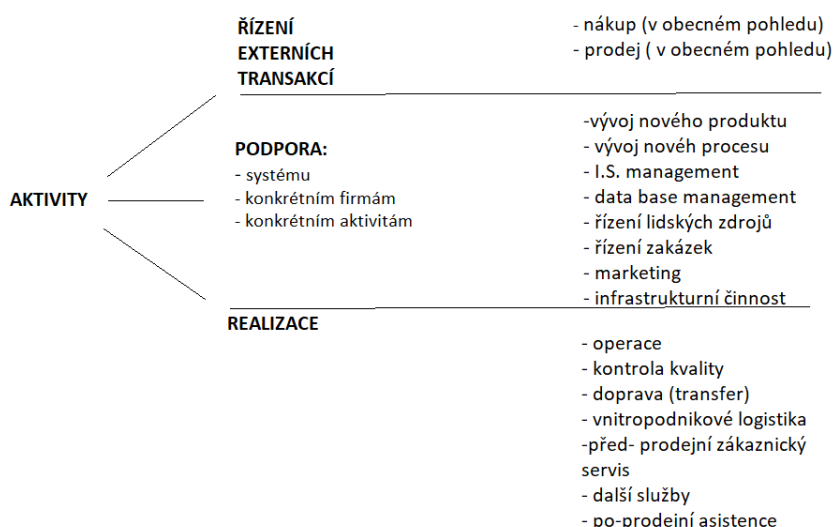 ŘÍZENÍ
EXTERNÍCH
TRANSAKCÍ
- nákup (v obecném pohledu)
- prodej ( v obecném pohledu)
AKTIVITY
PODPORA:
- systému
- konkrétním firmám
- konkrétním aktivitám
-vývoj nového produktu
- vývoj novéh procesu
- I.S. management
- data base management
- řízení lidských zdrojů
- řízení zakázek
- marketing
- infrastrukturní činnost
REALIZACE
- operace
- kontrola kvality
- doprava (transfer)
- vnitropodnikové logistika
-před- prodejní zákaznický
servis
- další služby
- po-prodejní asistence